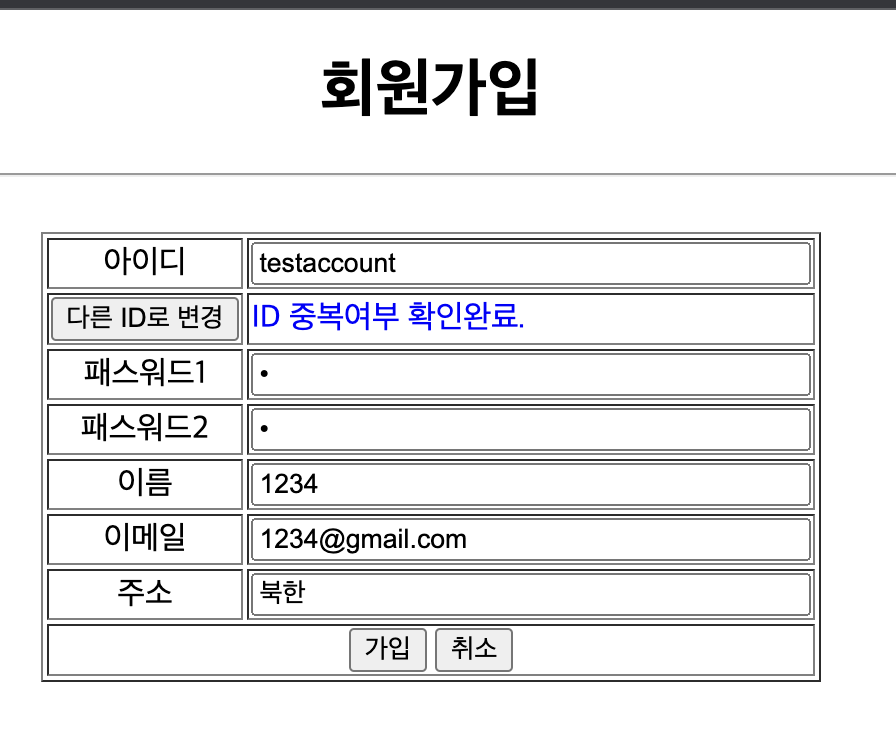 회원가입
아이디 testaccount
다른 ID로 변경 ID 중복여부 확인완료.
패스워드1 •
패스워드2 •
이름 1234
이메일 1234@gmail.com
주소 북한
가입 취소